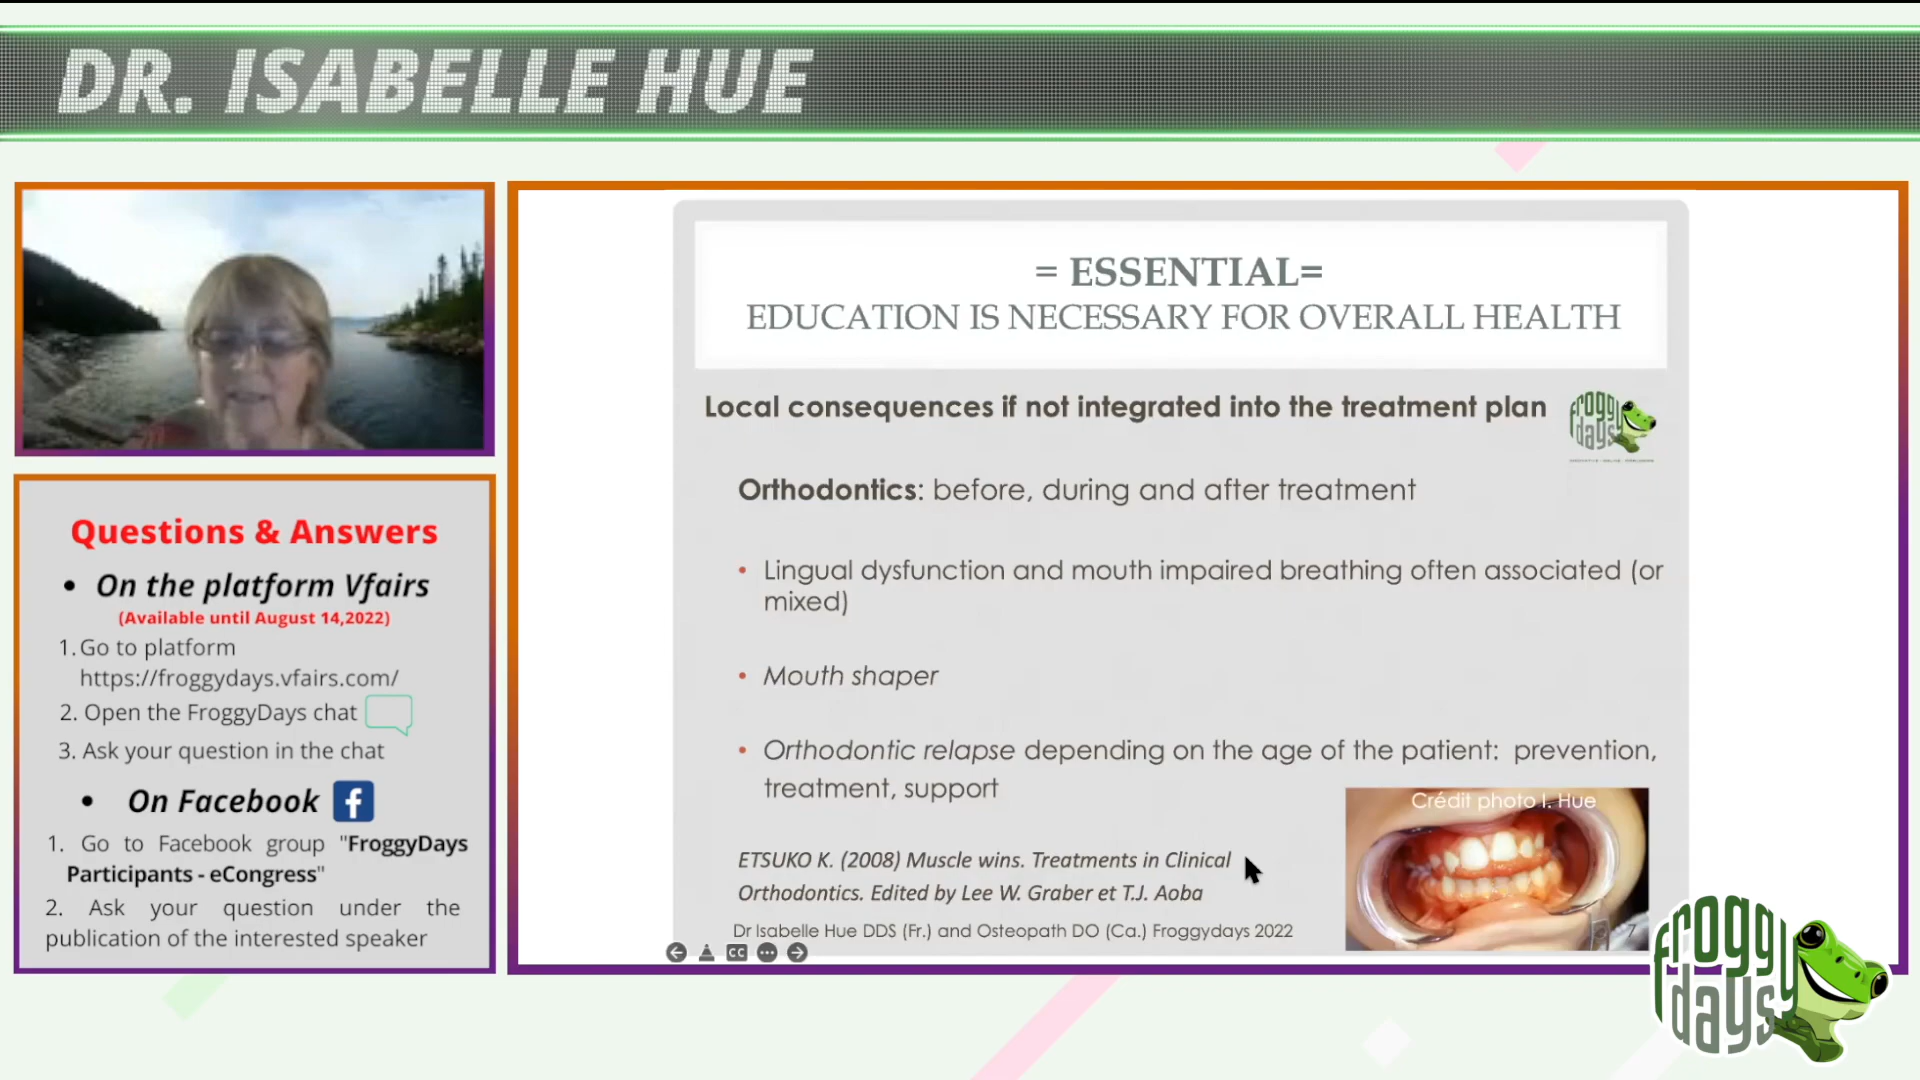 DR. ISABELLE HUE
Questions & Answers
• On the platform Vfairs
(Available until August 14,2022)
1. Go to platform
https://froggydays.vfairs.com/
2. Open the FroggyDays chat
3. Ask your question in the chat
• On Facebook
1. Go to Facebook group "FroggyDays
Participants - eCongress"
2. Ask your question under the
publication of the interested speaker
= ESSENTIAL=
EDUCATION IS NECESSARY FOR OVERALL HEALTH
Local consequences if not integrated into the treatment plan
froggy
days
Orthodontics: before, during and after treatment
• Lingual dysfunction and mouth impaired breathing often associated (or
mixed)
• Mouth shaper
• Orthodontic relapse depending on the age of the patient: prevention,
treatment, support
Crédit photo I. Hue
ETSUKO K. (2008) Muscle wins. Treatments in Clinical
Orthodontics. Edited by Lee W. Graber et T.J. Aoba
Dr Isabelle Hue DDS (Fr.) and Osteopath DO (Ca.) Froggydays 2022
7
CC
froggy
days